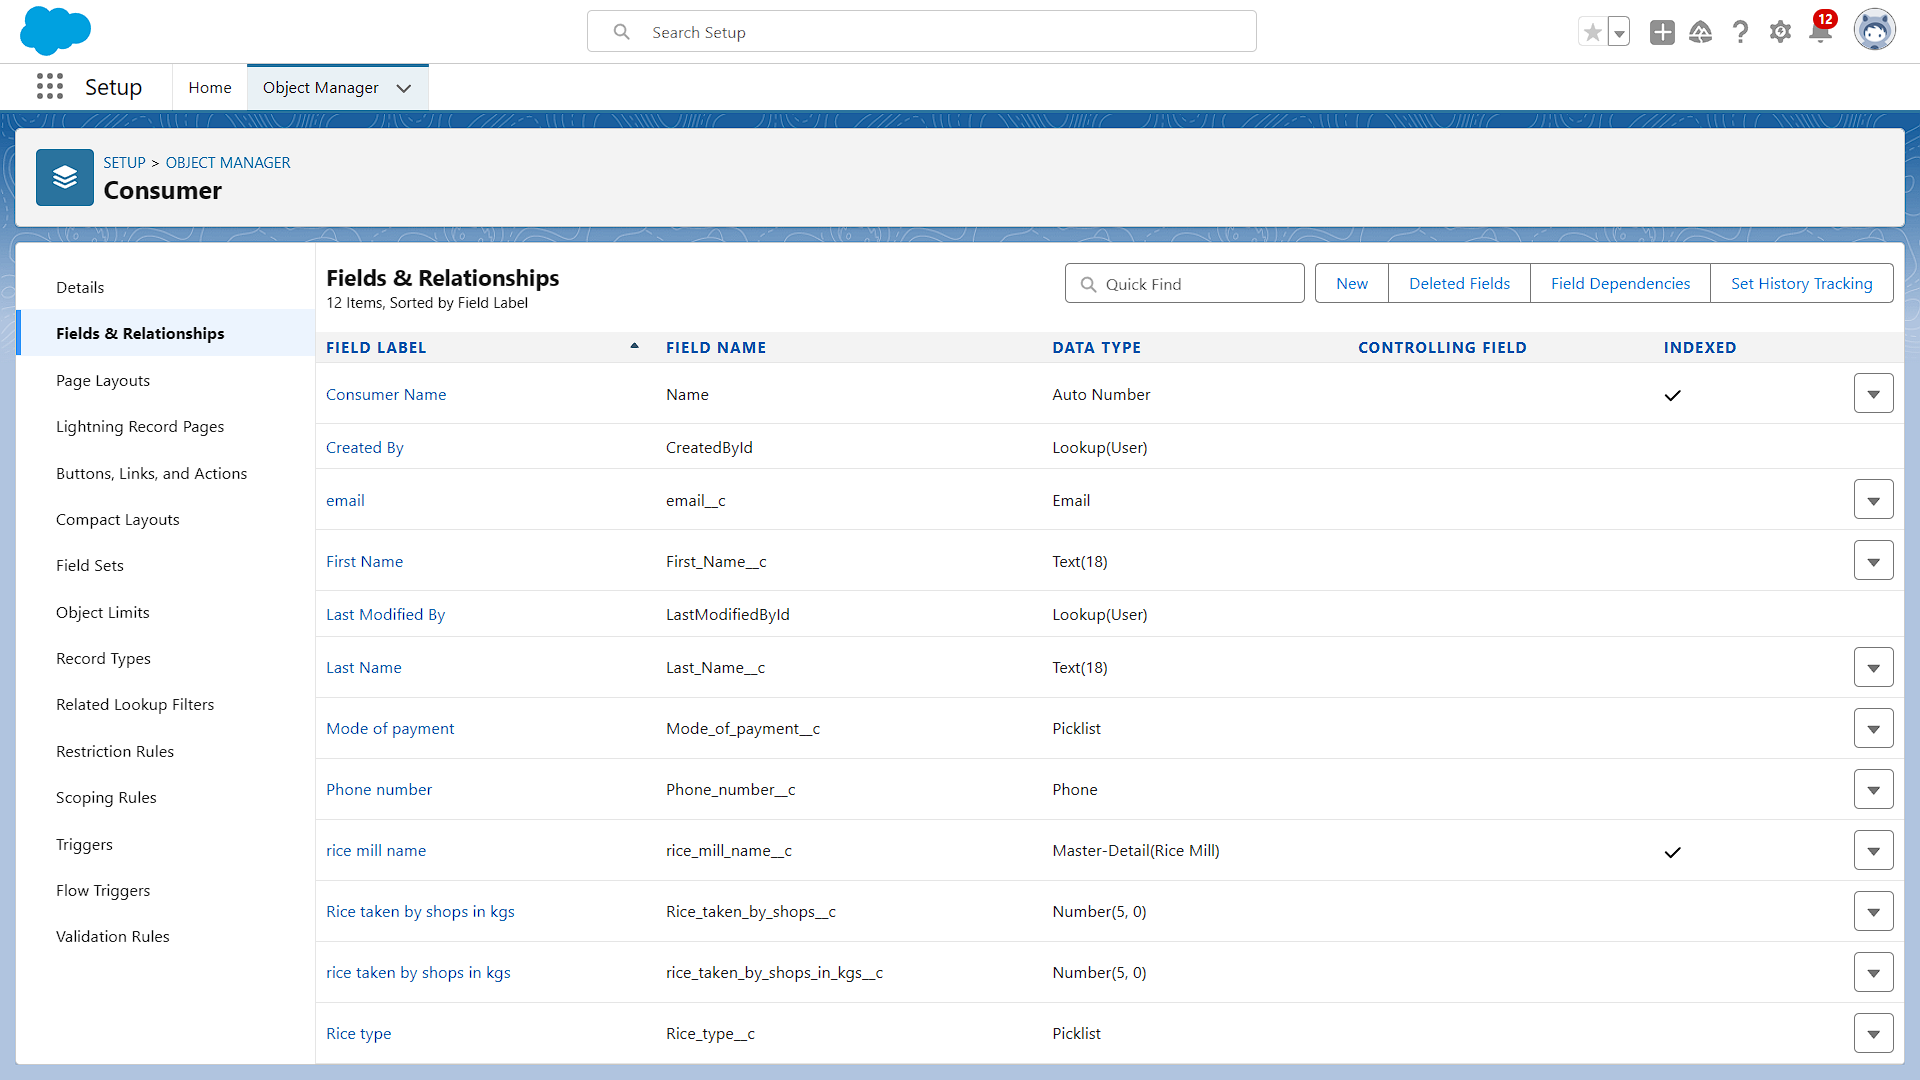 Search Setup
12
Setup
Home
Object Manager
SETUP > OBJECT MANAGER
Consumer
Details
Fields & Relationships
Page Layouts
Lightning Record Pages
Buttons, Links, and Actions
Compact Layouts
Field Sets
Object Limits
Record Types
Related Lookup Filters
Restriction Rules
Scoping Rules
Triggers
Flow Triggers
Validation Rules
Fields & Relationships
12 Items, Sorted by Field Label
Quick Find
New
Deleted Fields
Field Dependencies
Set History Tracking
FIELD LABEL FIELD NAME DATA TYPE CONTROLLING FIELD INDEXED
Consumer Name Name Auto Number
Created By CreatedById Lookup(User)
email email__c Email
First Name First_Name__c Text(18)
Last Modified By LastModifiedById Lookup(User)
Last Name Last_Name__c Text(18)
Mode of payment Mode_of_payment__c Picklist
Phone number Phone_number__c Phone
rice mill name rice_mill_name__c Master-Detail(Rice Mill)
Rice taken by shops in kgs Rice_taken_by_shops__c Number(5, 0)
rice taken by shops in kgs rice_taken_by_shops_in_kgs__c Number(5, 0)
Rice type Rice_type__c Picklist